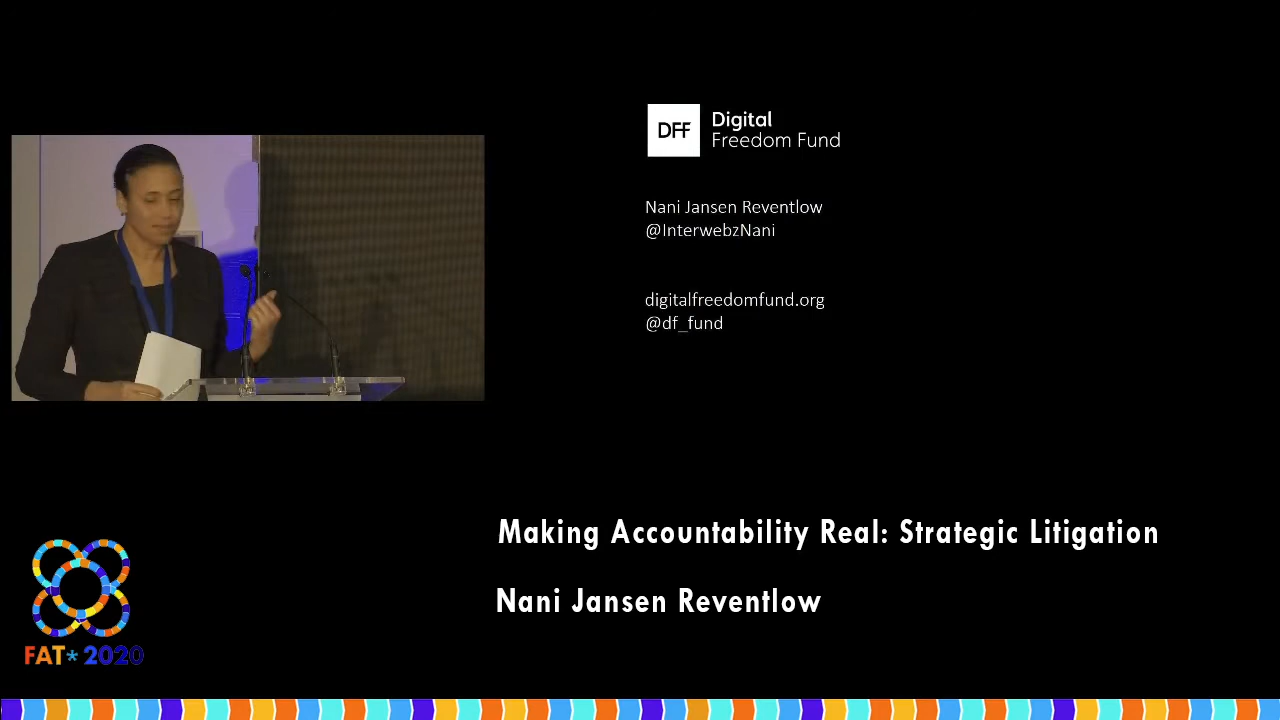 DFF
Digital
Freedom Fund
Nani Jansen Reventlow
@InterwebzNani
digitalfreedomfund.org
@df_fund
Making Accountability Real: Strategic Litigation
Nani Jansen Reventlow
FAT* 2020